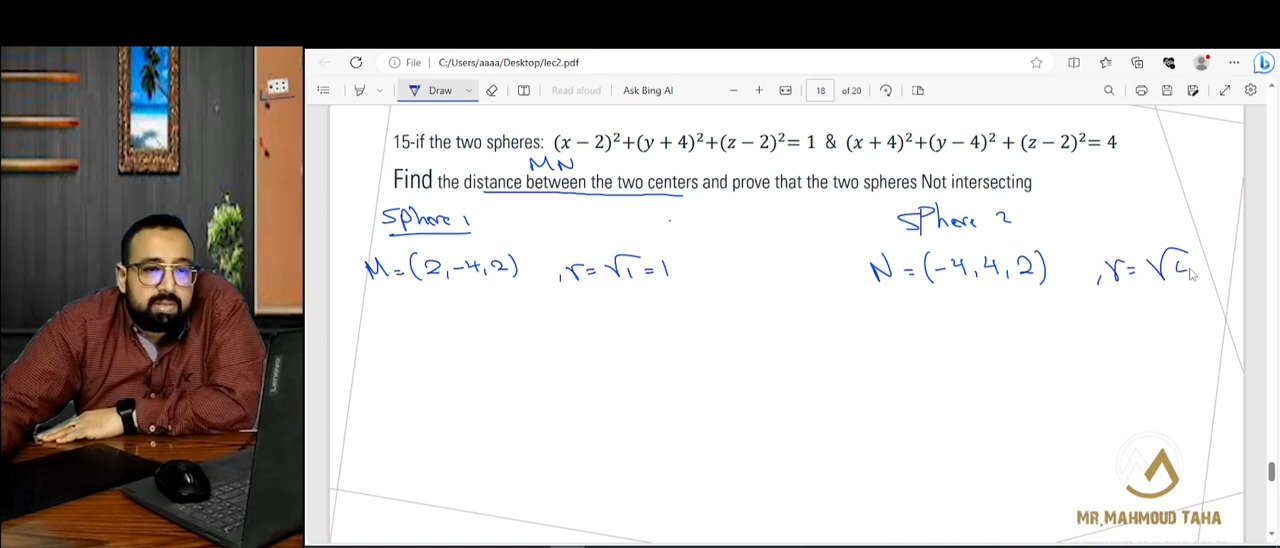 File C:/Users/aaaa/Desktop/lec2.pdf
Draw Read aloud Ask Bing AI 18 of 20
15-if the two spheres: (x − 2)²+(y + 4)²+(z − 2)²= 1 & (x + 4)²+(y − 4)² + (z − 2)²= 4
MN
Find the distance between the two centers and prove that the two spheres Not intersecting
Sphere 1 Sphere 2
M = (2, -4, 2) , r = √1 = 1 N = (-4, 4, 2) , r = √
MR.MAHMOUD TAHA
Lenovo